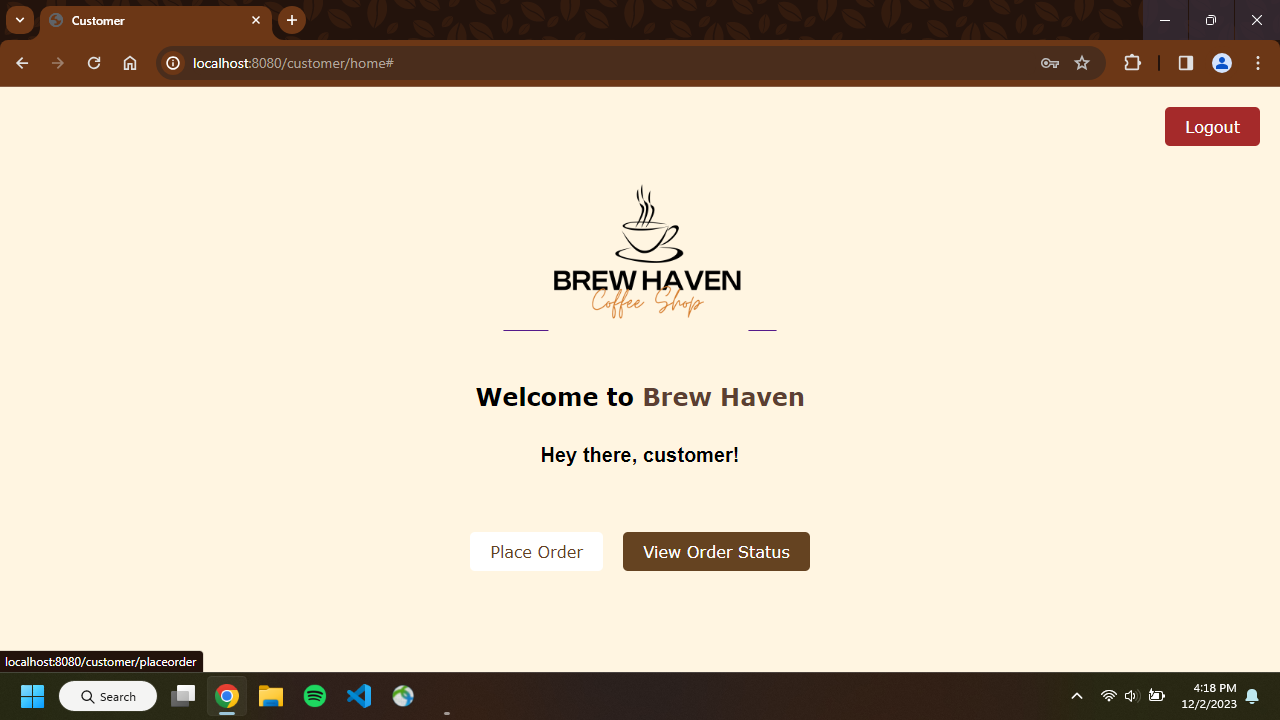 Customer
localhost:8080/customer/home#
Logout
BREW HAVEN
Coffee Shop
Welcome to Brew Haven
Hey there, customer!
Place Order
View Order Status
localhost:8080/customer/placeorder
Search
4:18 PM
12/2/2023